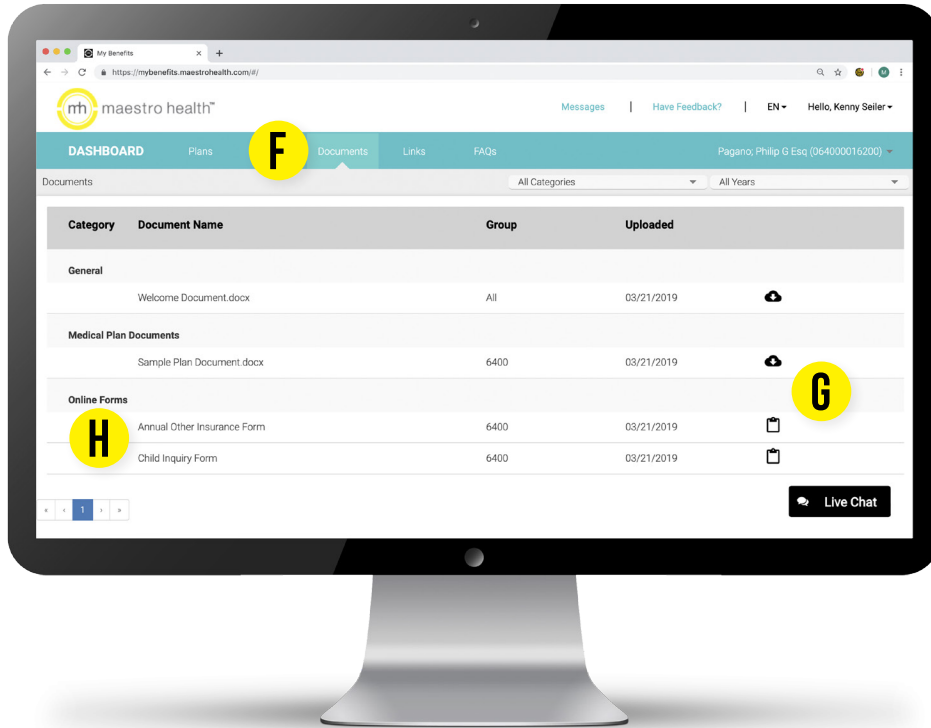 My Benefits
https://mybenefits.maestrohealth.com/#/
M
mh maestro health™
Messages | Have Feedback? | EN Hello, Kenny Seiler
DASHBOARD Plans F Documents Links FAQs Pagano; Philip G Esq (064000016200)
Documents All Categories All Years
Category Document Name Group Uploaded
General
Welcome Document.docx All 03/21/2019
Medical Plan Documents
Sample Plan Document.docx 6400 03/21/2019
G
Online Forms
H Annual Other Insurance Form 6400 03/21/2019
Child Inquiry Form 6400 03/21/2019
« ‹ 1 › »
Live Chat